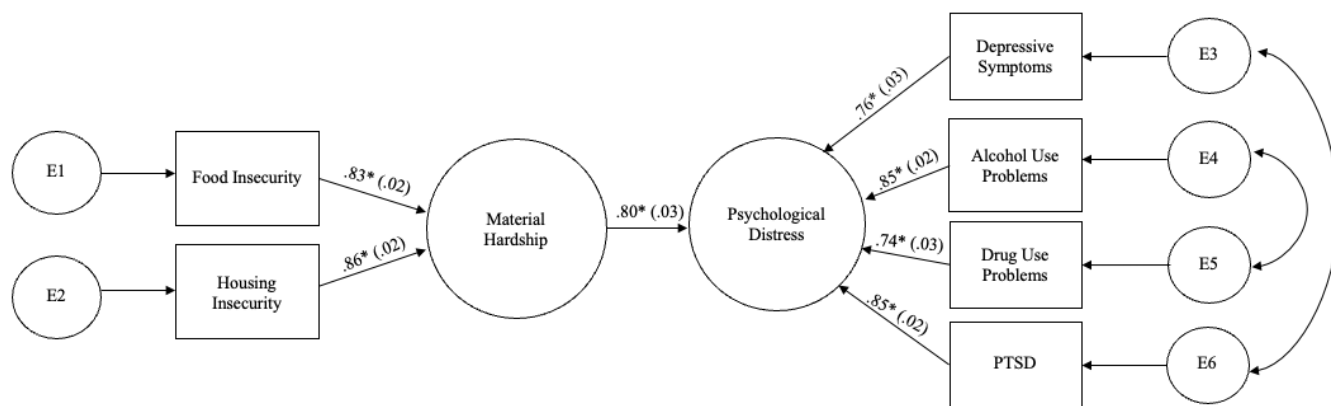 E1
Food Insecurity
.83* (.02)
E2
Housing
Insecurity
.86* (.02)
Material
Hardship
.80* (.03)
Psychological
Distress
.76* (.03)
Depressive
Symptoms
E3
.85* (.02)
Alcohol Use
Problems
E4
.74* (.03)
Drug Use
Problems
E5
.85* (.02)
PTSD
E6